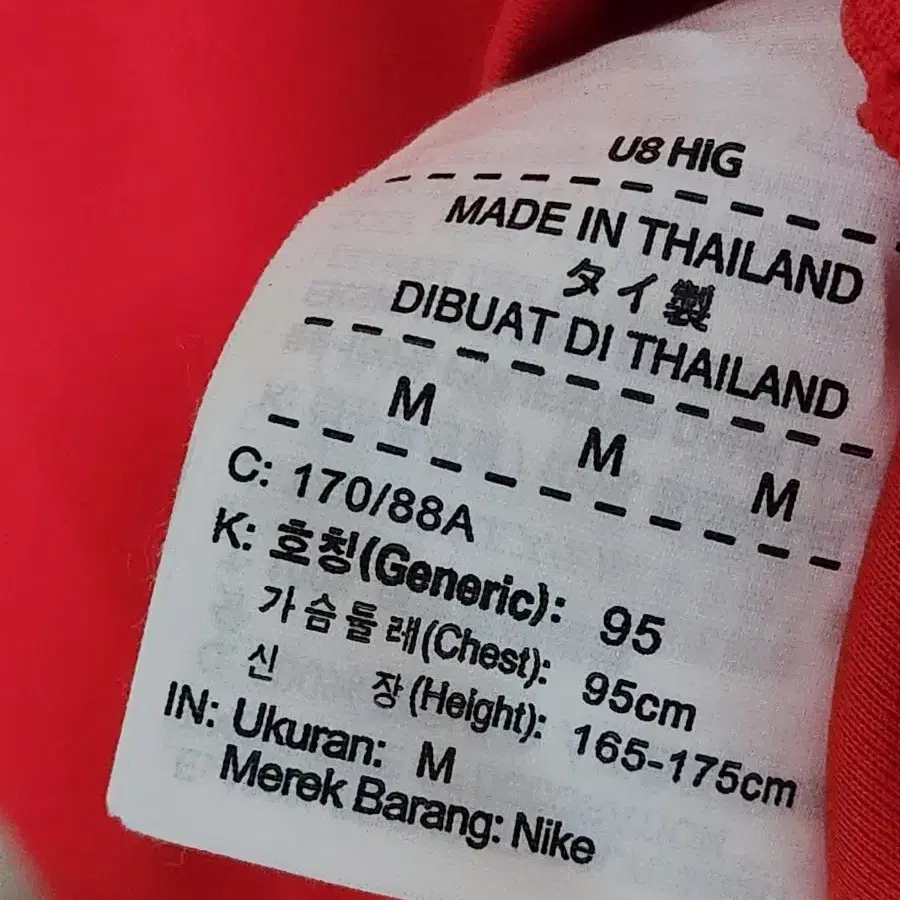 U8 HIG
MADE IN THAILAND
タイ製
DIBUAT DI THAILAND
M M M
C: 170/88A
K: 호칭(Generic): 95
가슴둘레(Chest): 95cm
신 장(Height): 165-175cm
IN: Ukuran: M
Merek Barang: Nike